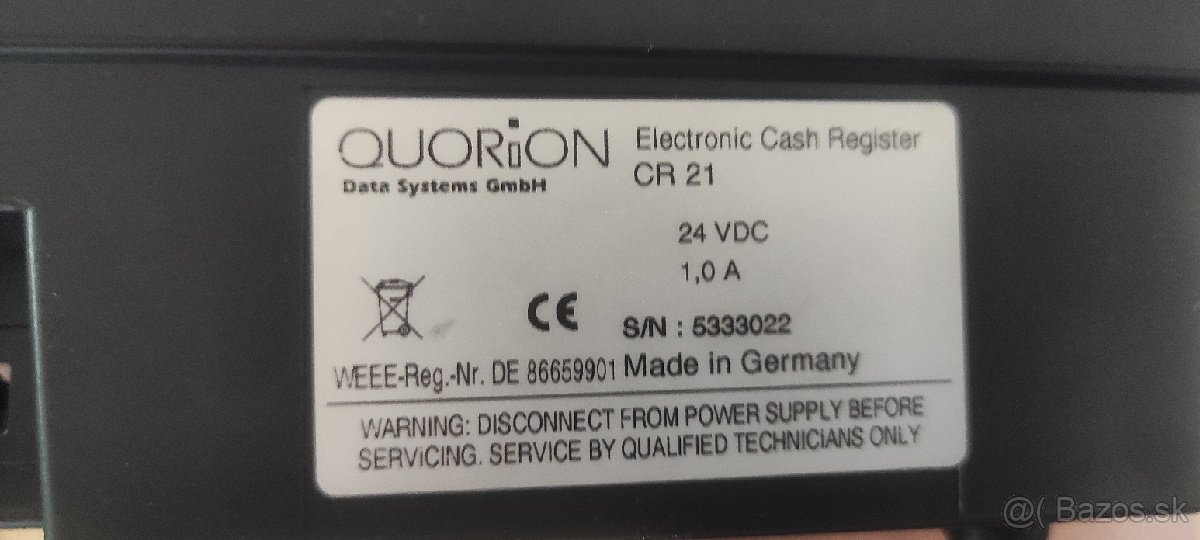 QUORiON
Data Systems GmbH
Electronic Cash Register
CR 21
24 VDC
1,0 A
CE
S/N : 5333022
WEEE-Reg.-Nr. DE 86659901 Made in Germany
WARNING: DISCONNECT FROM POWER SUPPLY BEFORE
SERViCING. SERVICE BY QUALIFIED TECHNICIANS ONLY
@( Bazos.sk